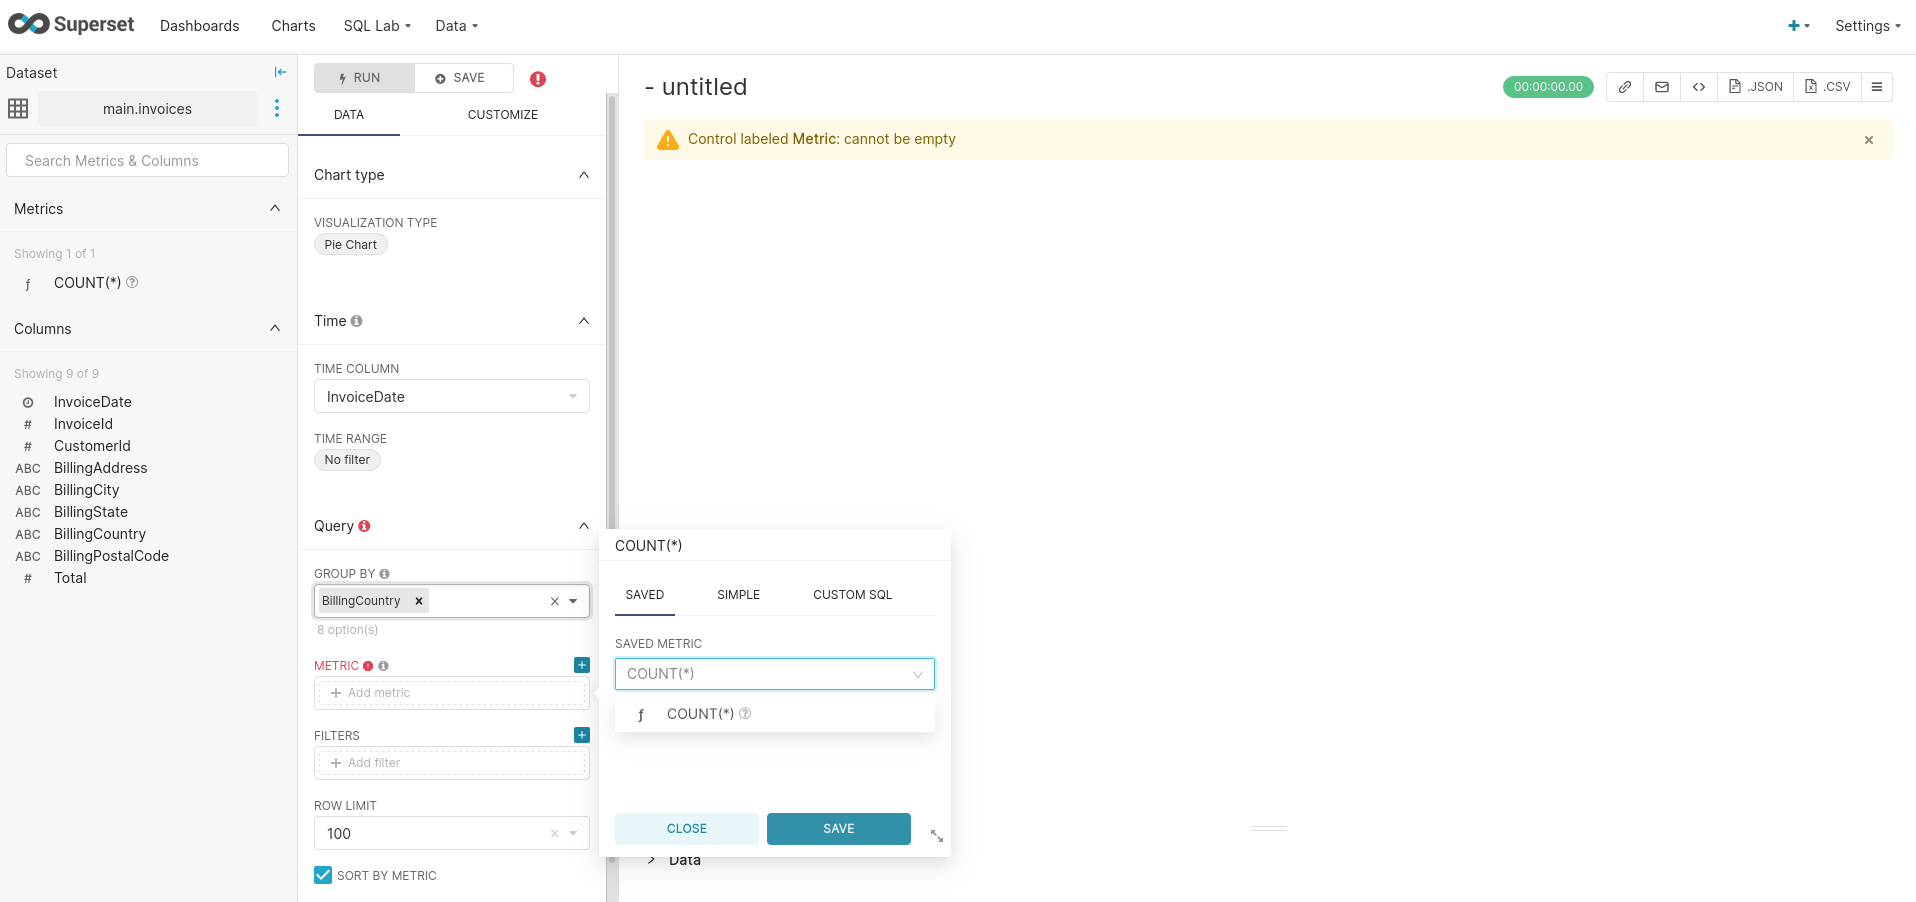 Superset Dashboards Charts SQL Lab Data Settings
Dataset
main.invoices
Search Metrics & Columns
Metrics
Showing 1 of 1
ƒ COUNT(*)
Columns
Showing 9 of 9
InvoiceDate
# InvoiceId
# CustomerId
ABC BillingAddress
ABC BillingCity
ABC BillingState
ABC BillingCountry
ABC BillingPostalCode
# Total
RUN SAVE
DATA CUSTOMIZE
Chart type
VISUALIZATION TYPE
Pie Chart
Time
TIME COLUMN
InvoiceDate
TIME RANGE
No filter
Query
GROUP BY
BillingCountry
8 option(s)
METRIC
+ Add metric
FILTERS
+ Add filter
ROW LIMIT
100
SORT BY METRIC
- untitled
00:00:00.00 .JSON .CSV
Control labeled Metric: cannot be empty
COUNT(*)
SAVED SIMPLE CUSTOM SQL
SAVED METRIC
COUNT(*)
ƒ COUNT(*)
CLOSE SAVE
Data